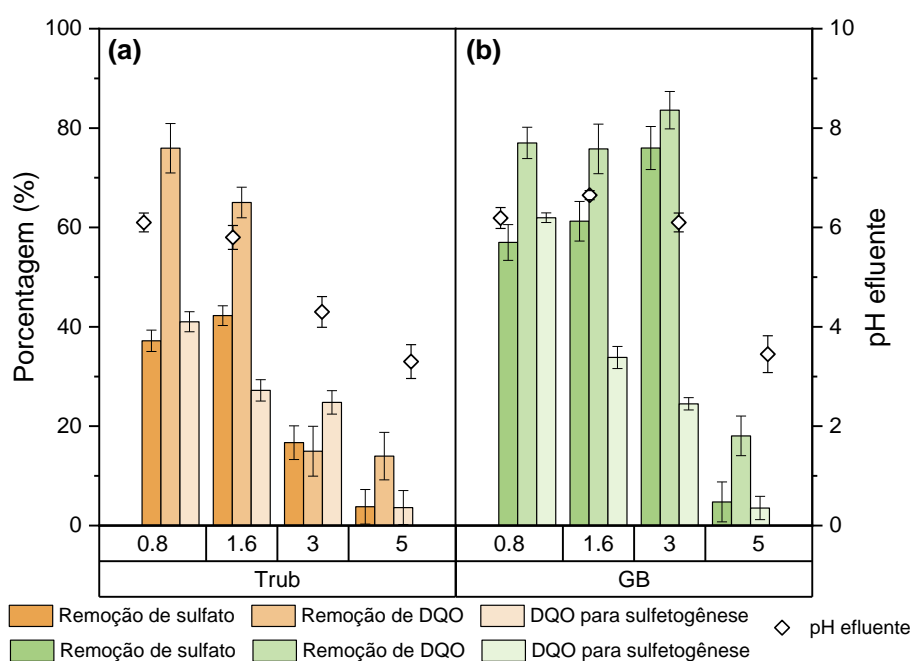 (a)
(b)
Porcentagem (%)
100
80
60
40
20
0
10
8
6
4
2
0
pH efluente
0.8 1.6 3 5 0.8 1.6 3 5
Trub GB
Remoção de sulfato Remoção de DQO DQO para sulfetogênese
Remoção de sulfato Remoção de DQO DQO para sulfetogênese
pH efluente